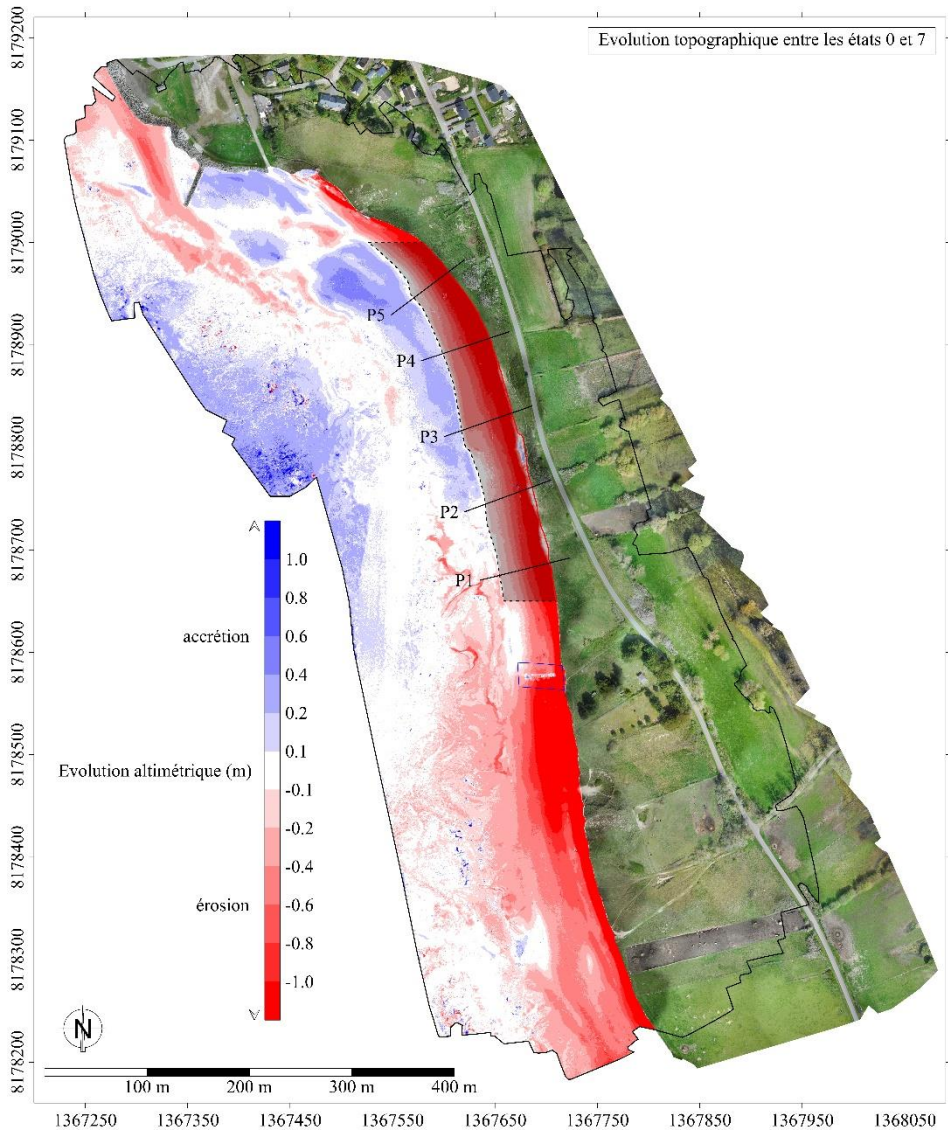 Evolution topographique entre les états 0 et 7
8179200
8179100
8179000
8178900
8178800
8178700
8178600
8178500
8178400
8178300
8178200
P5
P4
P3
P2
P1
1.0
0.8
accrétion
0.6
0.4
0.2
0.1
Evolution altimétrique (m)
-0.1
-0.2
-0.4
érosion
-0.6
-0.8
-1.0
N
100 m
200 m
300 m
400 m
1367250
1367350
1367450
1367550
1367650
1367750
1367850
1367950
1368050